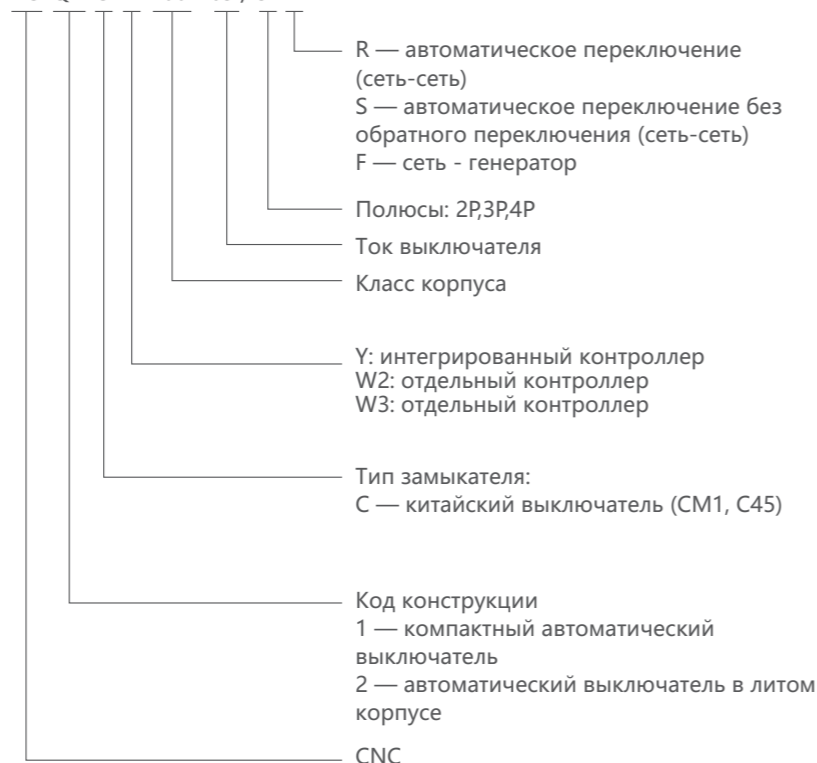 R — автоматическое переключение
(сеть-сеть)
S — автоматическое переключение без
обратного переключения (сеть-сеть)
F — сеть - генератор
Полюсы: 2P,3P,4P
Ток выключателя
Класс корпуса
Y: интегрированный контроллер
W2: отдельный контроллер
W3: отдельный контроллер
Тип замыкателя:
C — китайский выключатель (CM1, C45)
Код конструкции
1 — компактный автоматический
выключатель
2 — автоматический выключатель в литом
корпусе
CNC